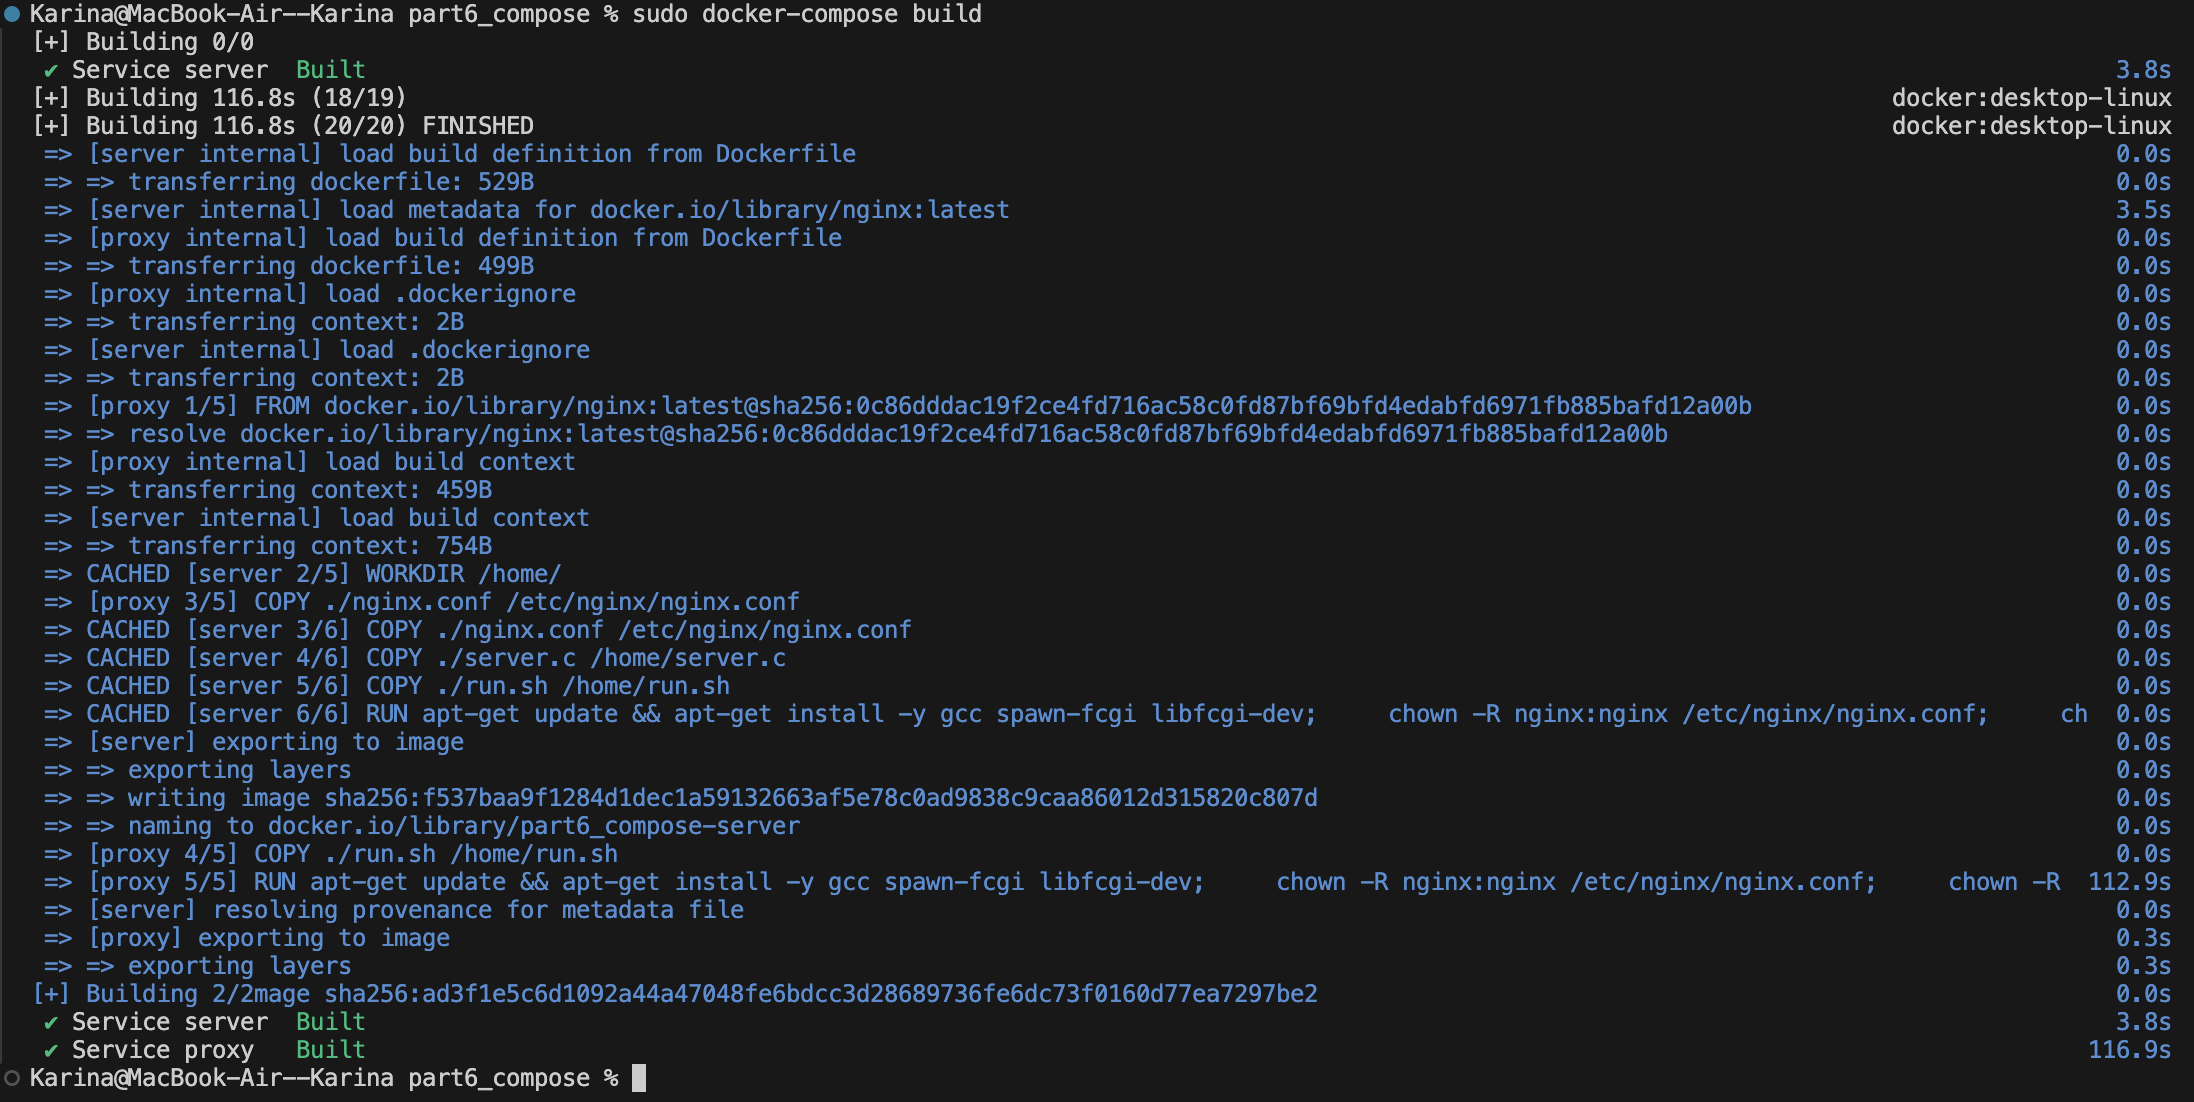 Karina@MacBook-Air--Karina part6_compose % sudo docker-compose build
[+] Building 0/0
✔ Service server  Built 3.8s
[+] Building 116.8s (18/19) docker:desktop-linux
[+] Building 116.8s (20/20) FINISHED docker:desktop-linux
=> [server internal] load build definition from Dockerfile 0.0s
=> => transferring dockerfile: 529B 0.0s
=> [server internal] load metadata for docker.io/library/nginx:latest 3.5s
=> [proxy internal] load build definition from Dockerfile 0.0s
=> => transferring dockerfile: 499B 0.0s
=> [proxy internal] load .dockerignore 0.0s
=> => transferring context: 2B 0.0s
=> [server internal] load .dockerignore 0.0s
=> => transferring context: 2B 0.0s
=> [proxy 1/5] FROM docker.io/library/nginx:latest@sha256:0c86dddac19f2ce4fd716ac58c0fd87bf69bfd4edabfd6971fb885bafd12a00b 0.0s
=> => resolve docker.io/library/nginx:latest@sha256:0c86dddac19f2ce4fd716ac58c0fd87bf69bfd4edabfd6971fb885bafd12a00b 0.0s
=> [proxy internal] load build context 0.0s
=> => transferring context: 459B 0.0s
=> [server internal] load build context 0.0s
=> => transferring context: 754B 0.0s
=> CACHED [server 2/5] WORKDIR /home/ 0.0s
=> [proxy 3/5] COPY ./nginx.conf /etc/nginx/nginx.conf 0.0s
=> CACHED [server 3/6] COPY ./nginx.conf /etc/nginx/nginx.conf 0.0s
=> CACHED [server 4/6] COPY ./server.c /home/server.c 0.0s
=> CACHED [server 5/6] COPY ./run.sh /home/run.sh 0.0s
=> CACHED [server 6/6] RUN apt-get update && apt-get install -y gcc spawn-fcgi libfcgi-dev;     chown -R nginx:nginx /etc/nginx/nginx.conf;     ch 0.0s
=> [server] exporting to image 0.0s
=> => exporting layers 0.0s
=> => writing image sha256:f537baa9f1284d1dec1a59132663af5e78c0ad9838c9caa86012d315820c807d 0.0s
=> => naming to docker.io/library/part6_compose-server 0.0s
=> [proxy 4/5] COPY ./run.sh /home/run.sh 0.0s
=> [proxy 5/5] RUN apt-get update && apt-get install -y gcc spawn-fcgi libfcgi-dev;     chown -R nginx:nginx /etc/nginx/nginx.conf;     chown -R 112.9s
=> [server] resolving provenance for metadata file 0.0s
=> [proxy] exporting to image 0.3s
=> => exporting layers 0.3s
[+] Building 2/2mage sha256:ad3f1e5c6d1092a44a47048fe6bdcc3d28689736fe6dc73f0160d77ea7297be2 0.0s
✔ Service server  Built 3.8s
✔ Service proxy   Built 116.9s
Karina@MacBook-Air--Karina part6_compose %